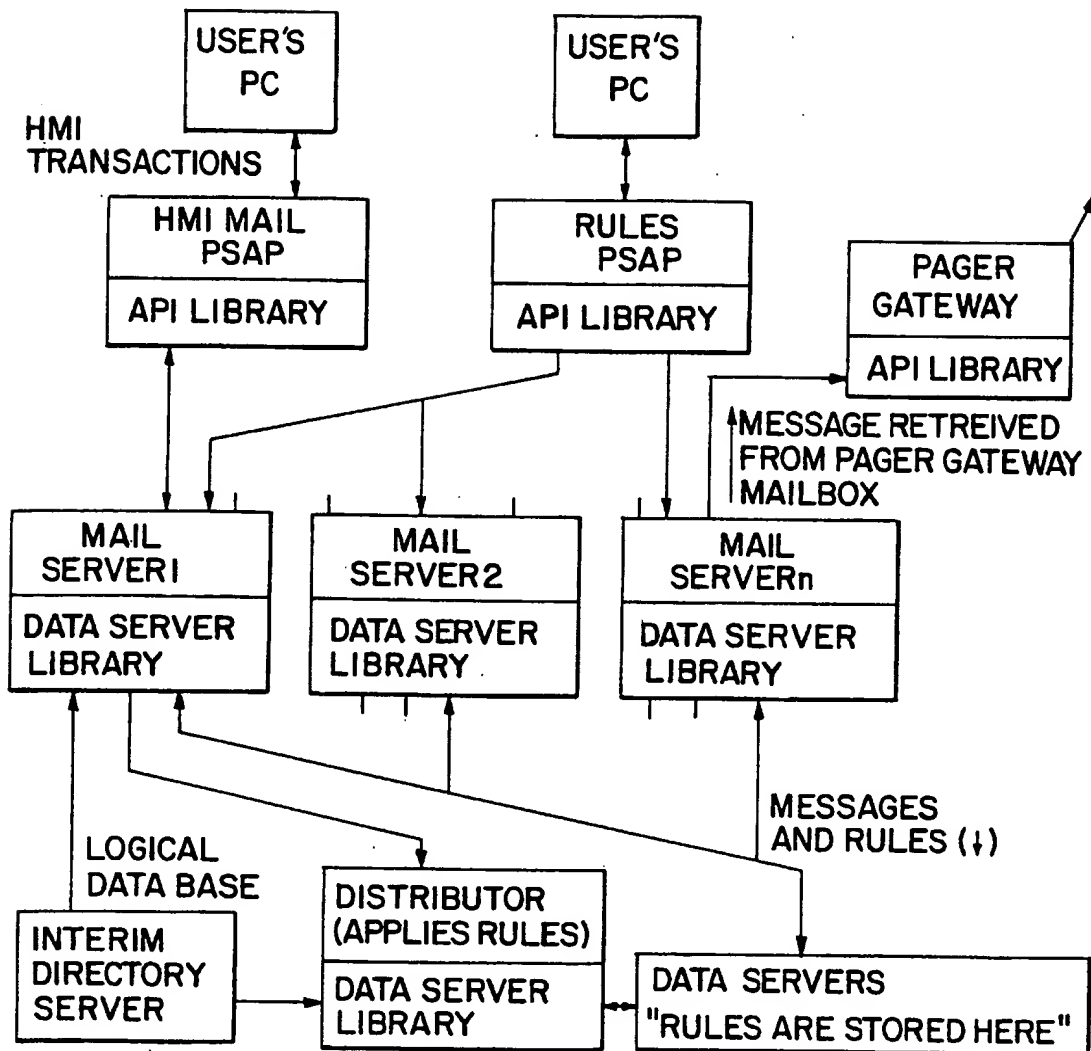 USER'S
PC
USER'S
PC
HMI
TRANSACTIONS
HMI MAIL
PSAP
API LIBRARY
RULES
PSAP
API LIBRARY
PAGER
GATEWAY
API LIBRARY
MESSAGE RETREIVED
FROM PAGER GATEWAY
MAILBOX
MAIL
SERVER1
DATA SERVER
LIBRARY
MAIL
SERVER2
DATA SERVER
LIBRARY
MAIL
SERVERn
DATA SERVER
LIBRARY
MESSAGES
AND RULES (↓)
LOGICAL
DATA BASE
INTERIM
DIRECTORY
SERVER
DISTRIBUTOR
(APPLIES RULES)
DATA SERVER
LIBRARY
DATA SERVERS
"RULES ARE STORED HERE"